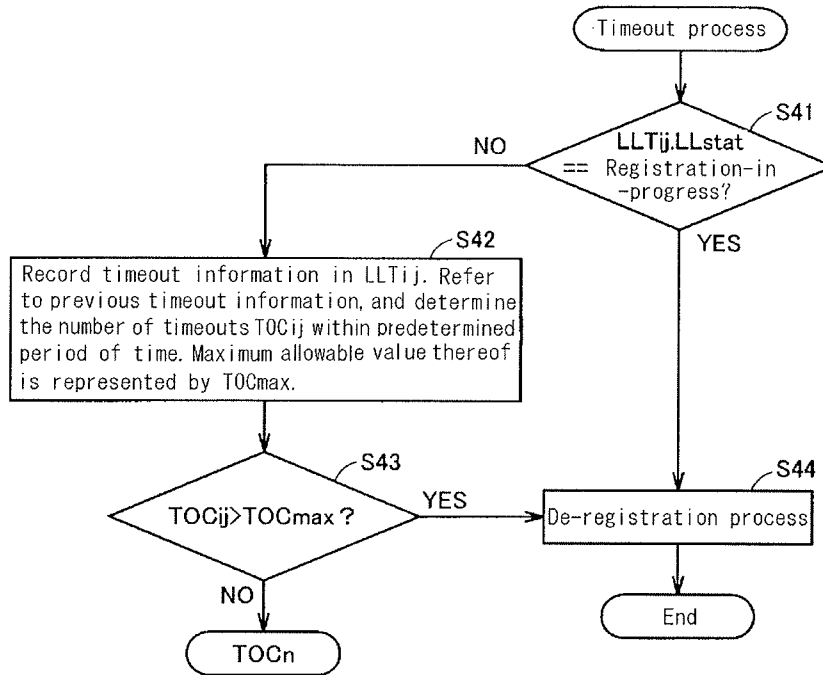 Timeout process
S41
LLTij.LLstat
== Registration-in
-progress?
NO
YES
S42
Record timeout information in LLTij. Refer
to previous timeout information, and determine
the number of timeouts TOCij within predetermined
period of time. Maximum allowable value thereof
is represented by TOCmax.
S43
TOCij>TOCmax?
YES
NO
S44
De-registration process
TOCn
End